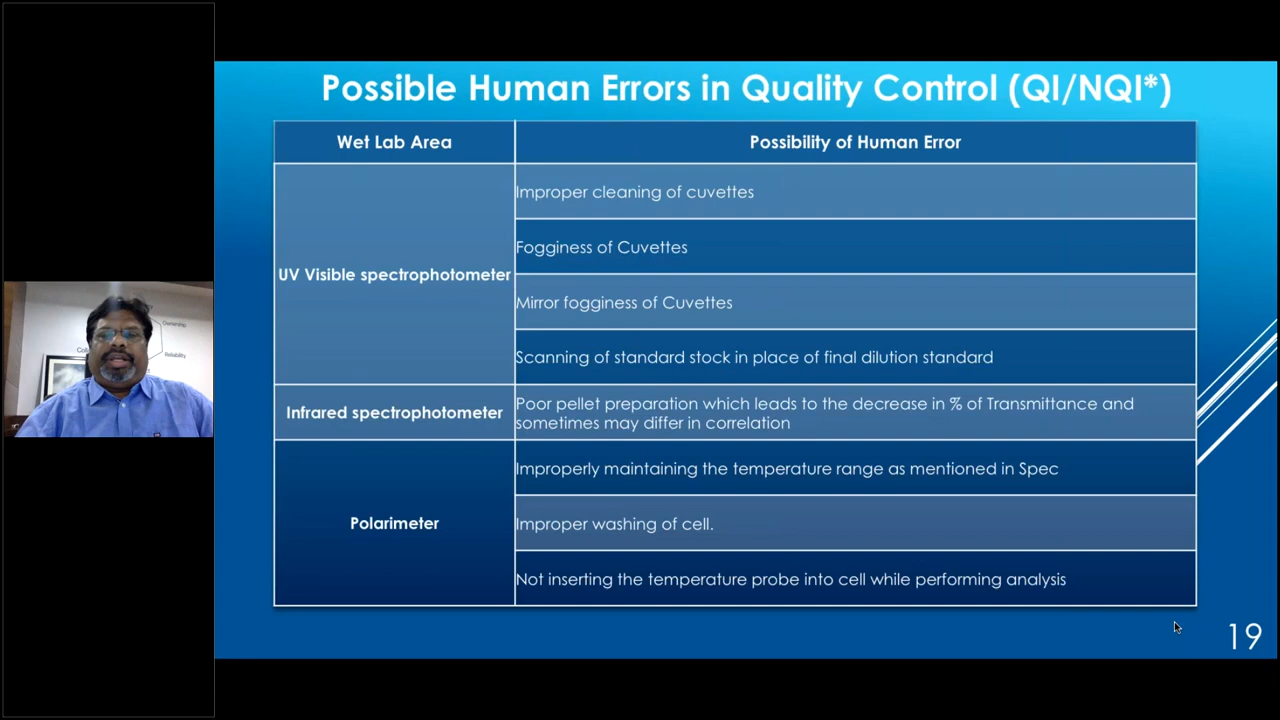 Possible Human Errors in Quality Control (QI/NQI*)
Wet Lab Area
Possibility of Human Error
UV Visible spectrophotometer
Improper cleaning of cuvettes
Fogginess of Cuvettes
Mirror fogginess of Cuvettes
Scanning of standard stock in place of final dilution standard
Infrared spectrophotometer
Poor pellet preparation which leads to the decrease in % of Transmittance and
sometimes may differ in correlation
Polarimeter
Improperly maintaining the temperature range as mentioned in Spec
Improper washing of cell.
Not inserting the temperature probe into cell while performing analysis
19
Ownership
Reliability